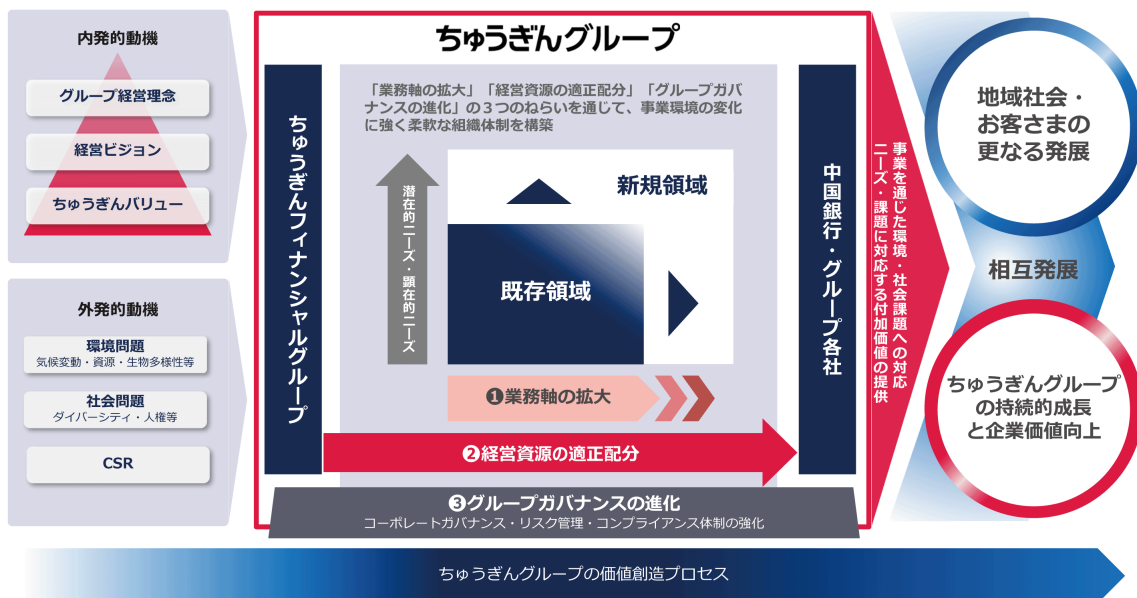 内発的動機
グループ経営理念
経営ビジョン
ちゅうぎんバリュー
外発的動機
環境問題
気候変動・資源・生物多様性等
社会問題
ダイバーシティ・人権等
CSR
ちゅうぎんグループ
ちゅうぎんフィナンシャルグループ
「業務軸の拡大」「経営資源の適正配分」「グループガバ
ナンスの進化」の３つのねらいを通じて、事業環境の変化
に強く柔軟な組織体制を構築
潜在的ニーズ・顕在的ニーズ
新規領域
既存領域
❶業務軸の拡大
❷経営資源の適正配分
❸グループガバナンスの進化
コーポレートガバナンス・リスク管理・コンプライアンス体制の強化
中国銀行・グループ各社
事業を通じた環境・社会課題への対応
ニーズ・課題に対応する付加価値の提供
地域社会・
お客さまの
更なる発展
相互発展
ちゅうぎんグループ
の持続的成長
と企業価値向上
ちゅうぎんグループの価値創造プロセス